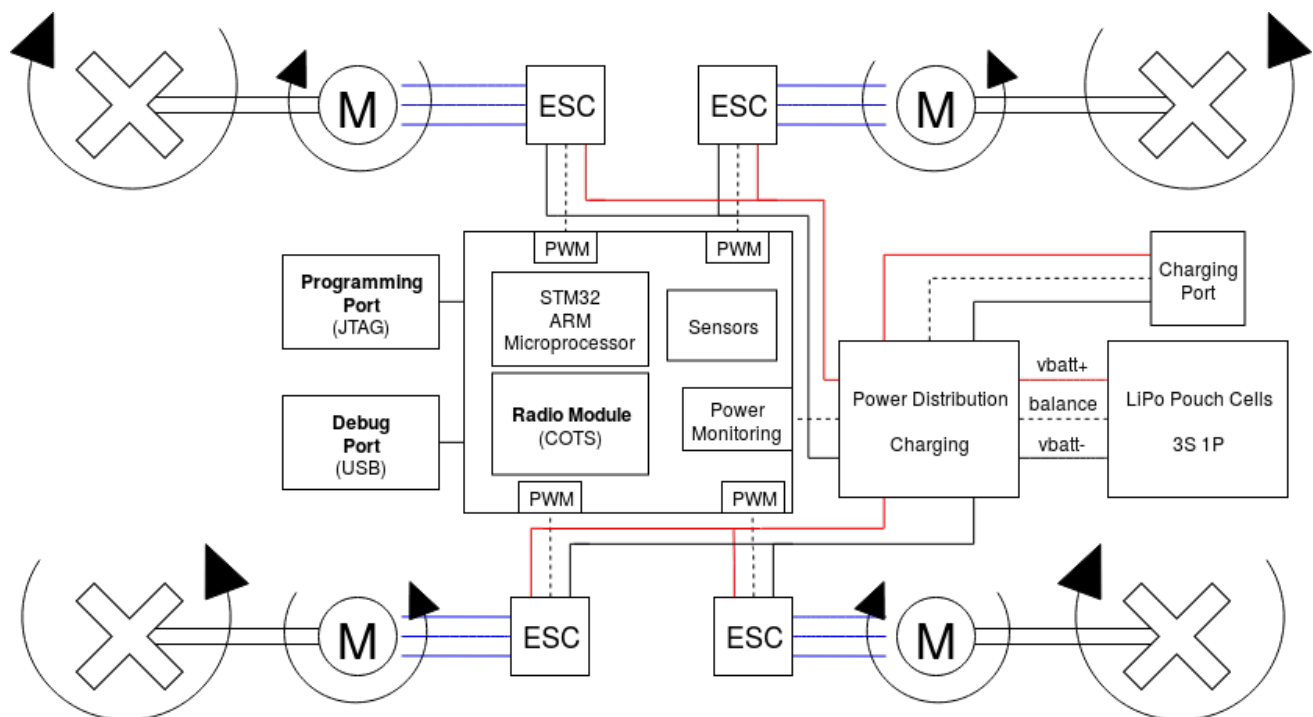 M
ESC
ESC
M
PWM
PWM
Programming
Port
(JTAG)
STM32
ARM
Microprocessor
Sensors
Charging
Port
Debug
Port
(USB)
Radio Module
(COTS)
Power
Monitoring
Power Distribution
Charging
vbatt+
balance
vbatt-
LiPo Pouch Cells
3S 1P
PWM
PWM
M
ESC
ESC
M